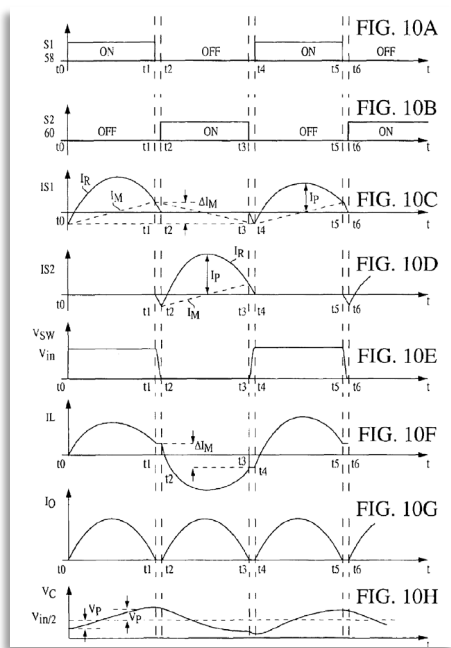 FIG. 10A
S1
58
ON OFF ON OFF
t0 t1 t2 t4 t5 t6 t
FIG. 10B
S2
60
OFF ON OFF ON
t0 t1 t2 t3 t4 t5 t6 t
FIG. 10C
IS1
IR
IM
ΔIM
IP
t0 t1 t2 t3 t4 t5 t6 t
FIG. 10D
IS2
IR
IP
IM
t0 t1 t2 t3 t4 t5 t6 t
FIG. 10E
VSW
Vin
t0 t1 t2 t3 t4 t5 t6 t
FIG. 10F
IL
ΔIM
t0 t1 t2 t3 t4 t5 t6 t
FIG. 10G
IO
t0 t1 t2 t3 t4 t5 t6 t
FIG. 10H
VC
Vin/2
VP
VP
t